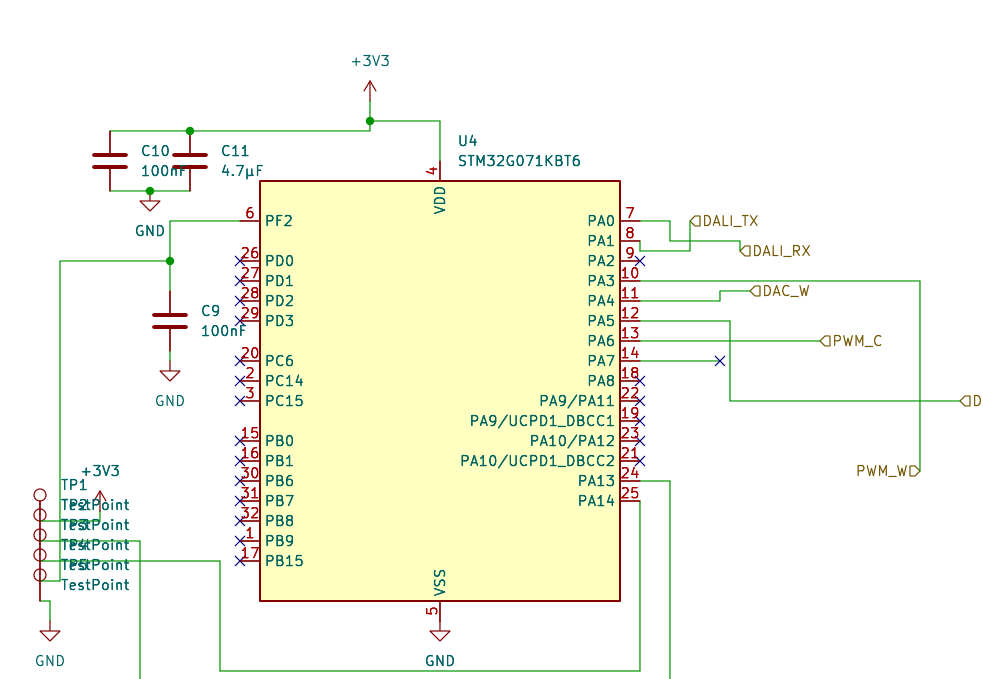 +3V3
U4
STM32G071KBT6
C10
100nF
C11
4.7µF
GND
4
VDD
6 PF2
26 PD0
27 PD1
28 PD2
29 PD3
20 PC6
2 PC14
3 PC15
15 PB0
16 PB1
30 PB6
31 PB7
32 PB8
1 PB9
17 PB15
PA0 7
PA1 8
PA2 9
PA3 10
PA4 11
PA5 12
PA6 13
PA7 14
PA8 18
PA9/PA11 22
PA9/UCPD1_DBCC1 19
PA10/PA12 23
PA10/UCPD1_DBCC2 21
PA13 24
PA14 25
VSS
5
GND
DALI_TX
DALI_RX
DAC_W
PWM_C
D
PWM_W
C9
100nF
GND
+3V3
TP1
TestPoint
TP2
TestPoint
TP3
TestPoint
TP4
TestPoint
TP5
TestPoint
GND